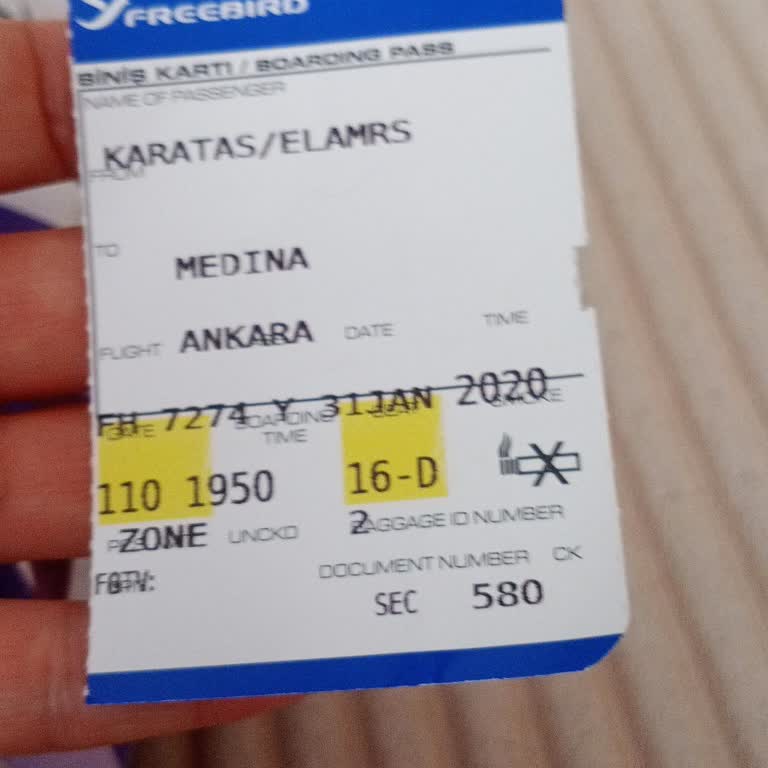 FREEBIRD
BİNİŞ KARTI / BOARDING PASS
NAME OF PASSENGER
KARATAS/ELAMRS
FROM
TO
MEDINA
FLIGHT ANKARA DATE TIME
FH 7274 Y 31JAN 2020
GATE BOARDING TIME SEAT SMOKE
110 1950 16-D
ZONE UNCKD 2 BAGGAGE ID NUMBER
FQTV:
DOCUMENT NUMBER CK
SEC 580